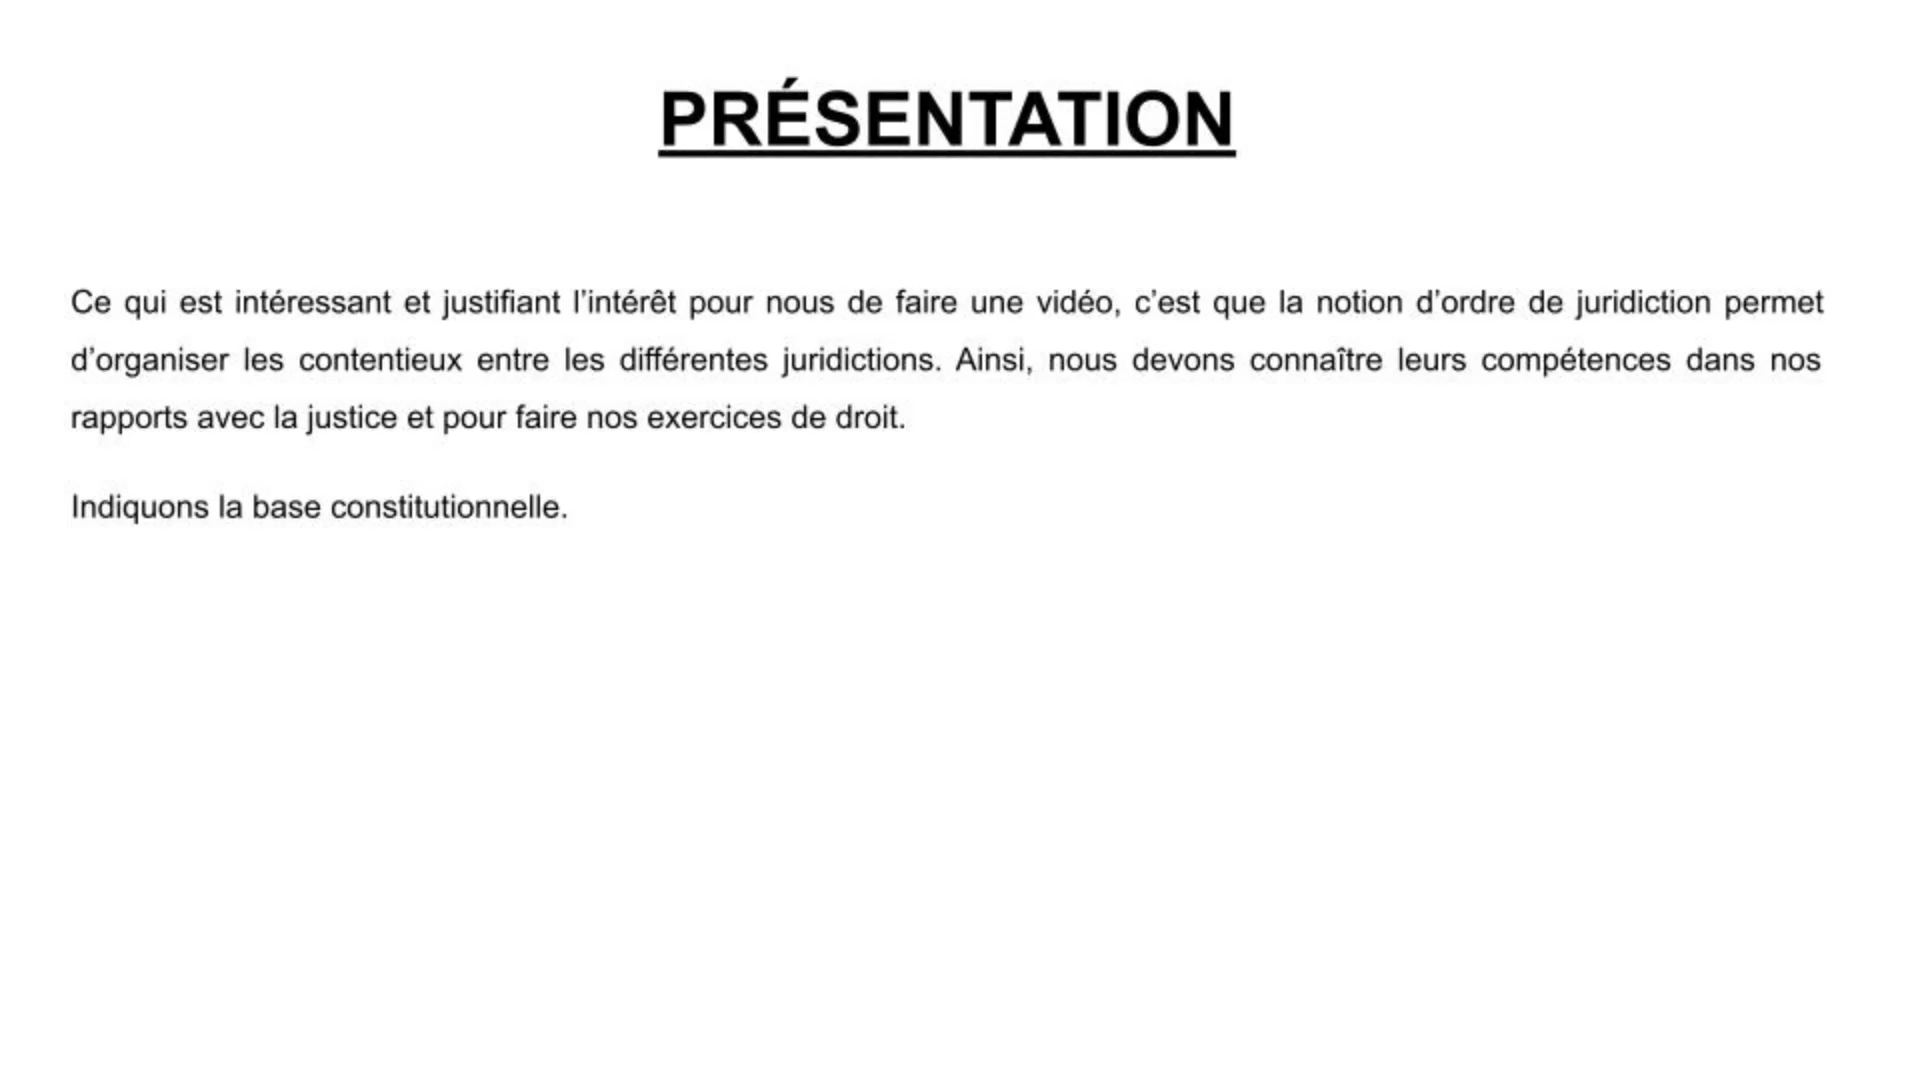 PRÉSENTATION
Ce qui est intéressant et justifiant l’intérêt pour nous de faire une vidéo, c’est que la notion d’ordre de juridiction permet
d’organiser les contentieux entre les différentes juridictions. Ainsi, nous devons connaître leurs compétences dans nos
rapports avec la justice et pour faire nos exercices de droit.
Indiquons la base constitutionnelle.